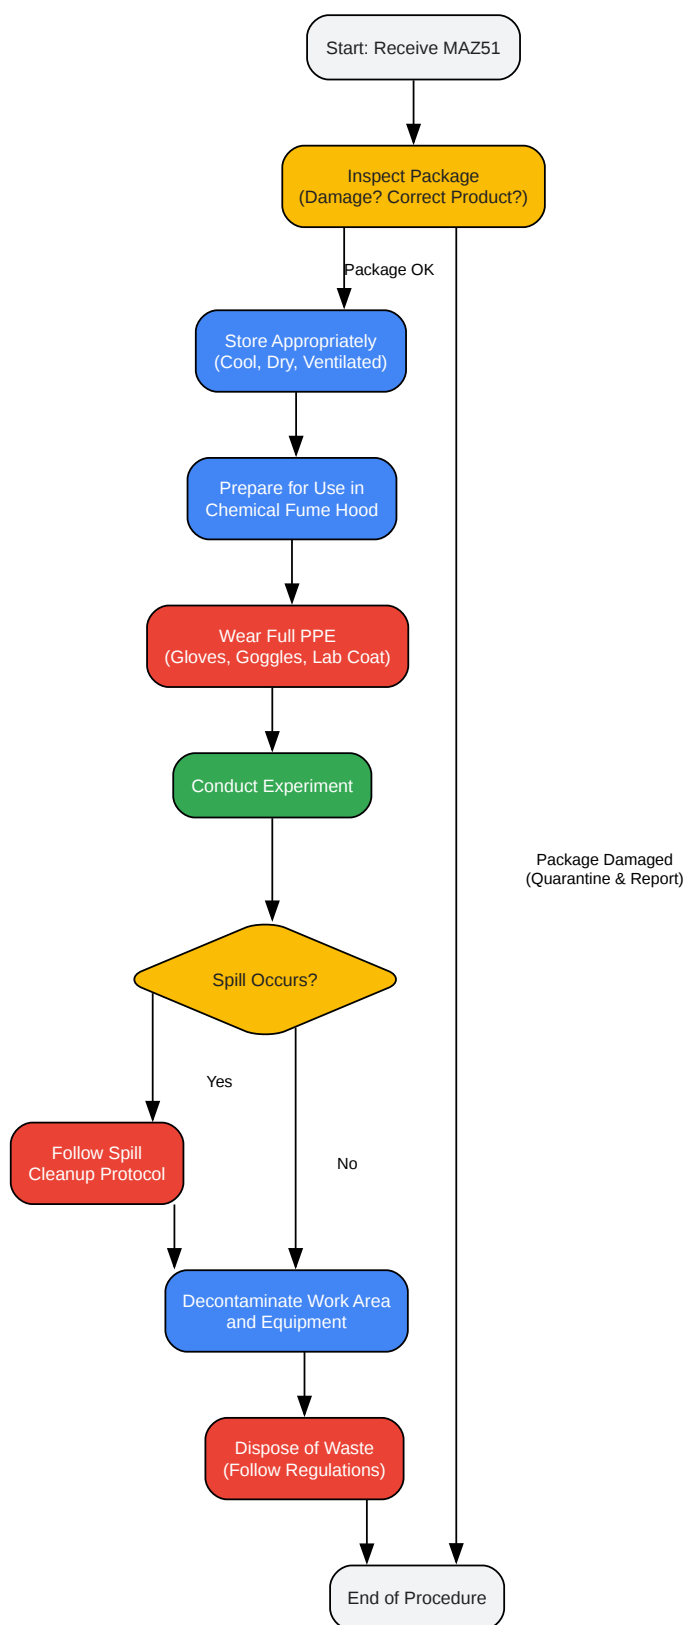 Start: Receive MAZ51
Inspect Package
(Damage? Correct Product?)
Package OK
Store Appropriately
(Cool, Dry, Ventilated)
Prepare for Use in
Chemical Fume Hood
Wear Full PPE
(Gloves, Goggles, Lab Coat)
Conduct Experiment
Package Damaged
(Quarantine & Report)
Spill Occurs?
Yes
Follow Spill
Cleanup Protocol
No
Decontaminate Work Area
and Equipment
Dispose of Waste
(Follow Regulations)
End of Procedure